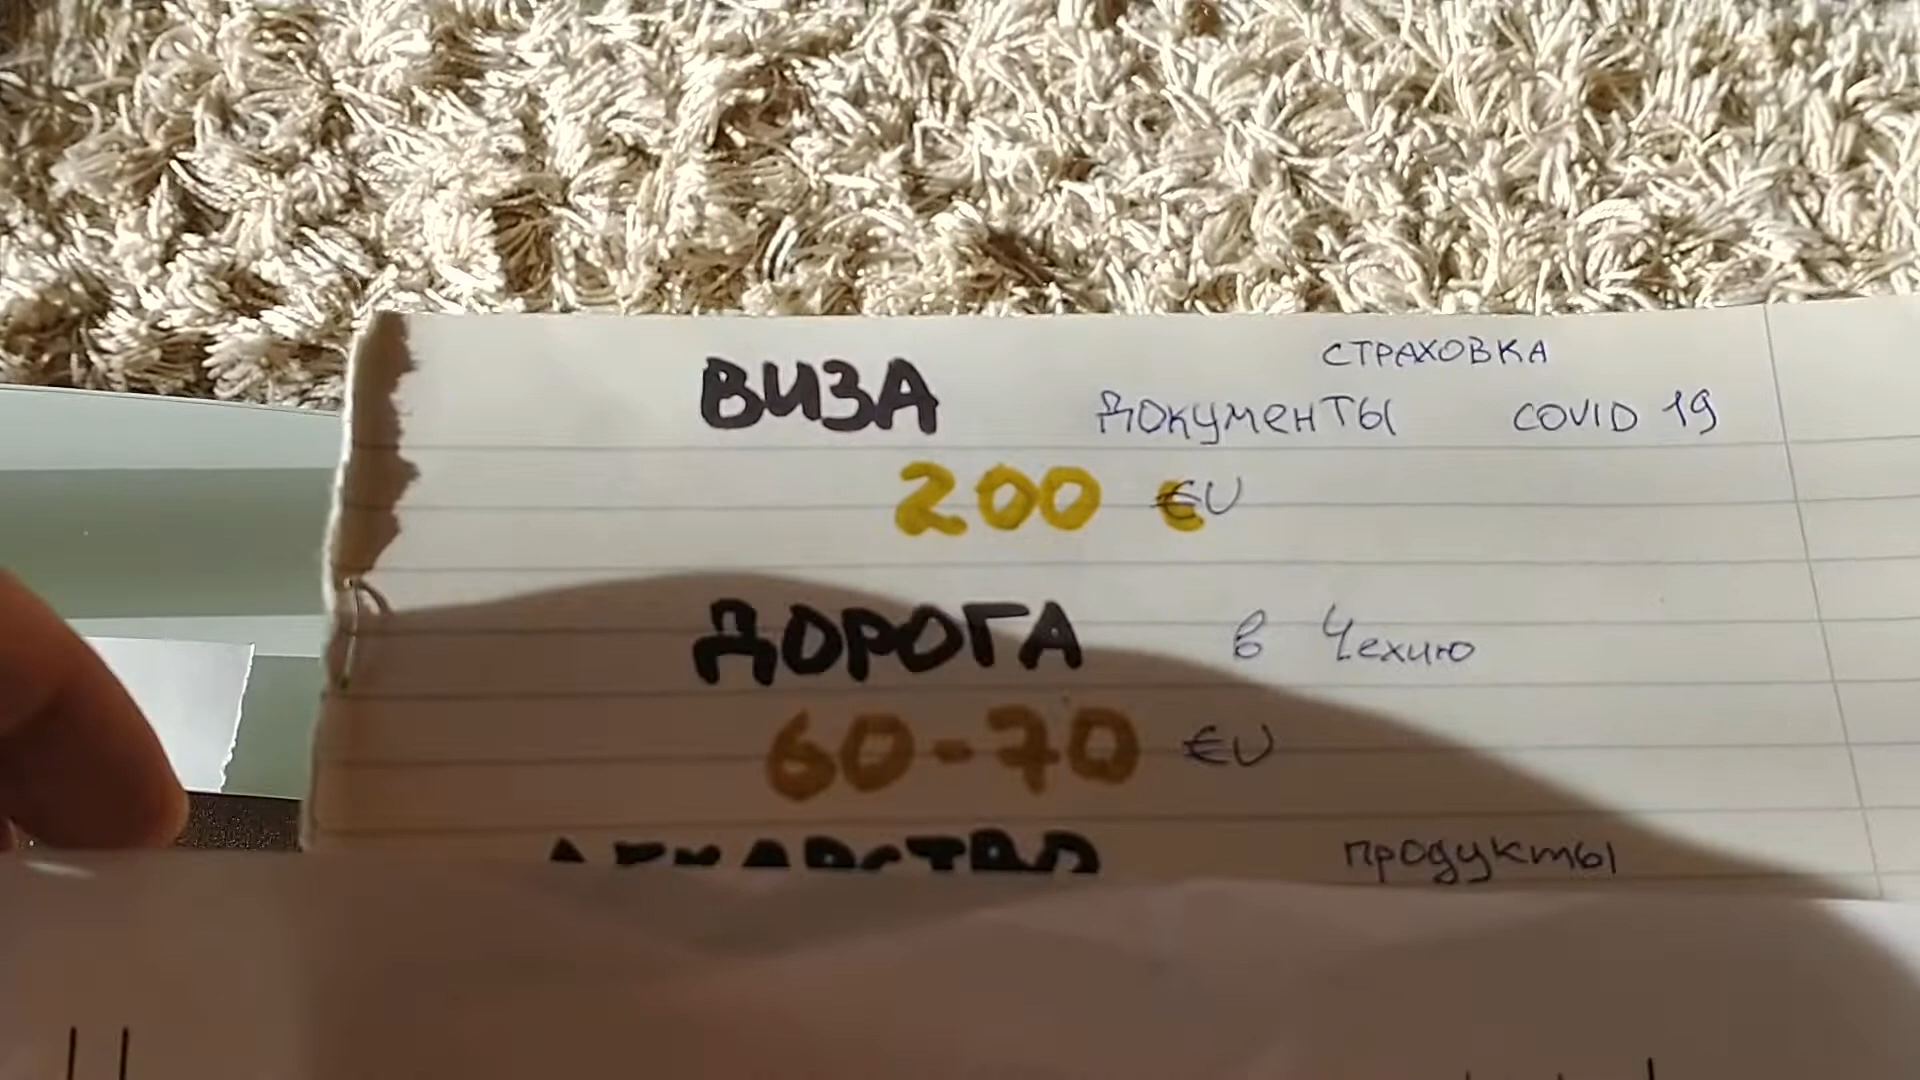 СТРАХОВКА
ВИЗА ДОКУМЕНТЫ COVID 19
200 €U
ДОРОГА в Чехию
60-70 €U
продукты